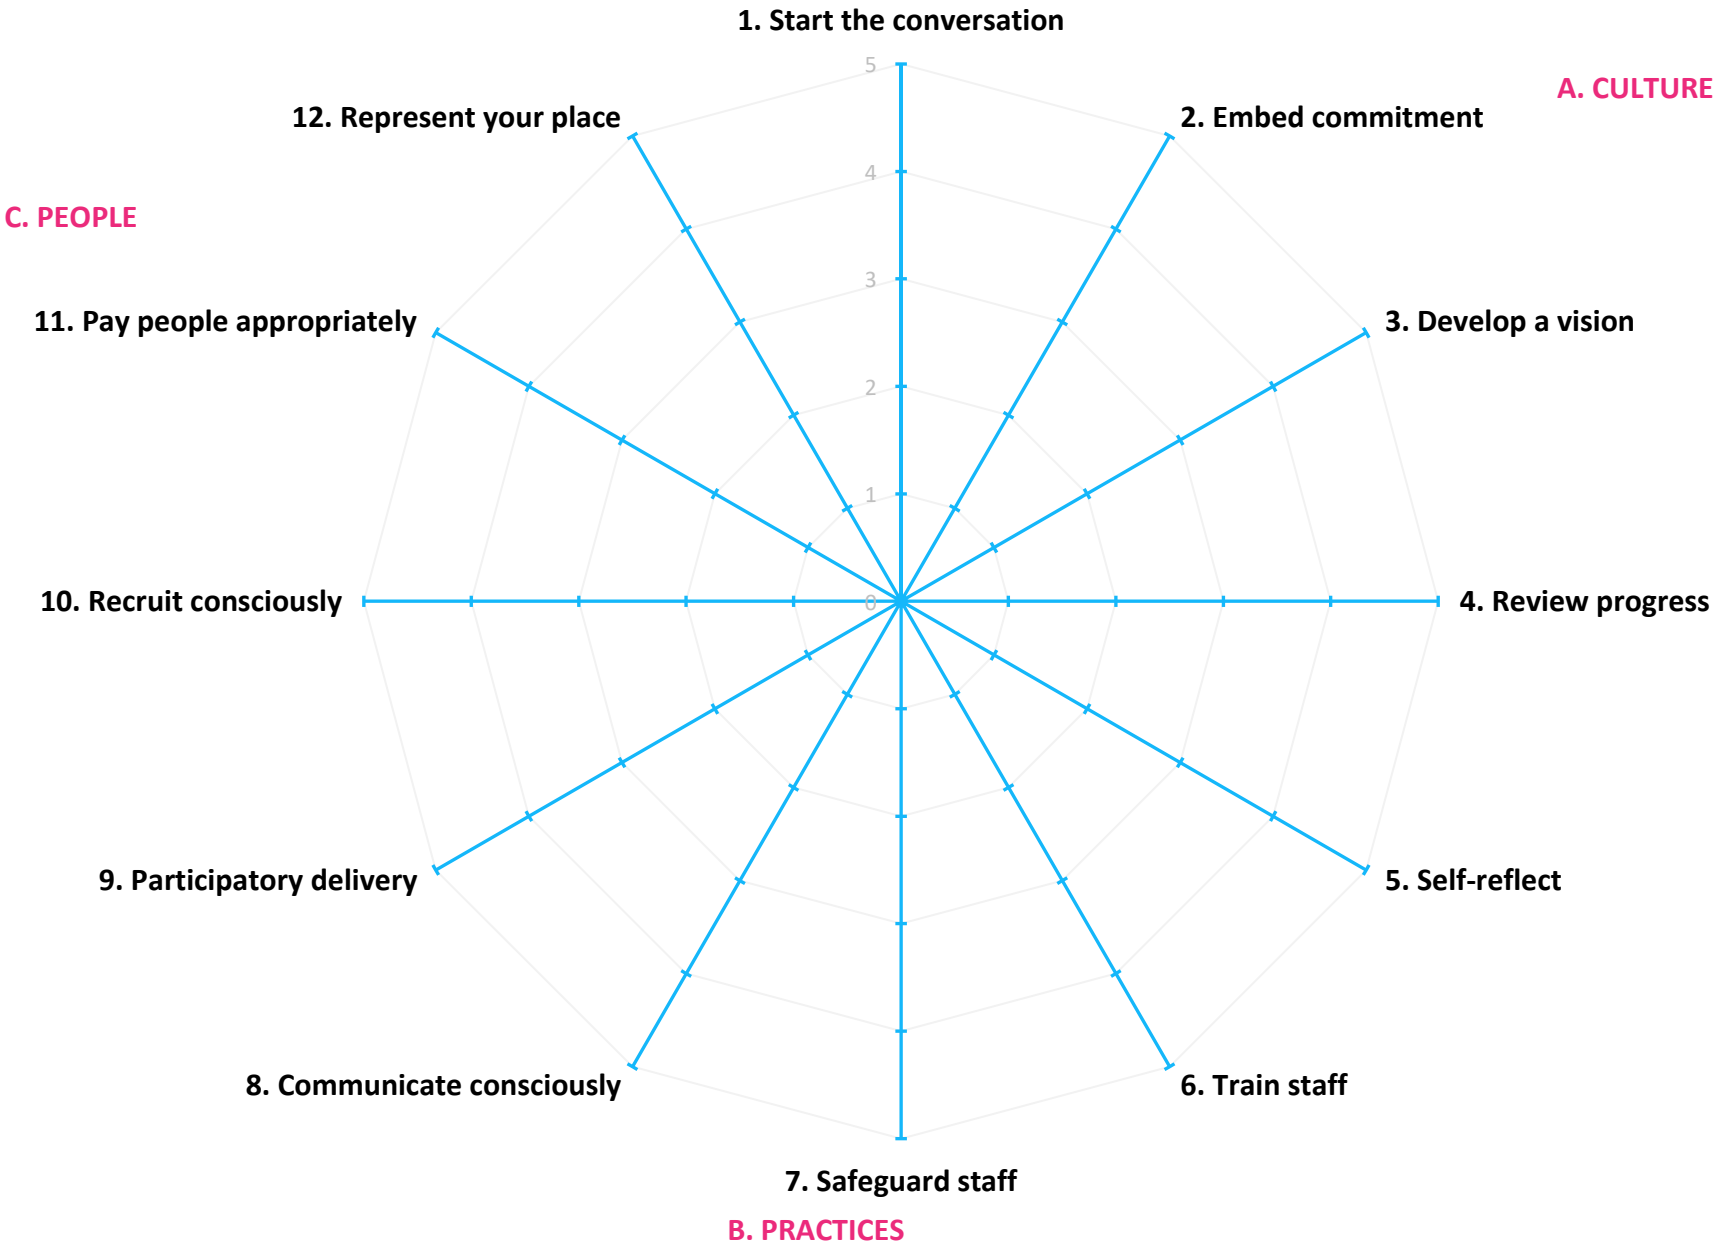 1. Start the conversation
5
A. CULTURE
12. Represent your place
2. Embed commitment
4
C. PEOPLE
3
11. Pay people appropriately
3. Develop a vision
2
1
10. Recruit consciously
0
4. Review progress
9. Participatory delivery
5. Self-reflect
8. Communicate consciously
6. Train staff
7. Safeguard staff
B. PRACTICES